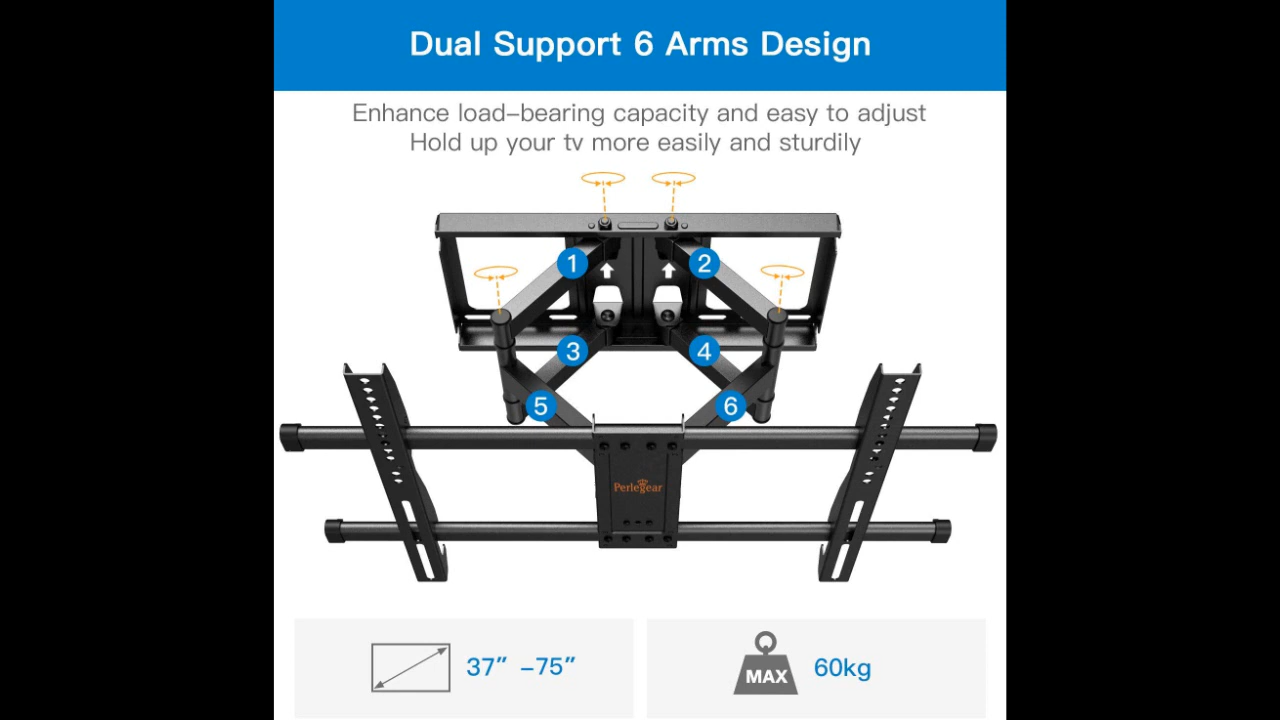 Dual Support 6 Arms Design
Enhance load-bearing capacity and easy to adjust
Hold up your tv more easily and sturdily
1
2
3
4
5
6
Perlegear
37" -75"
MAX
60kg